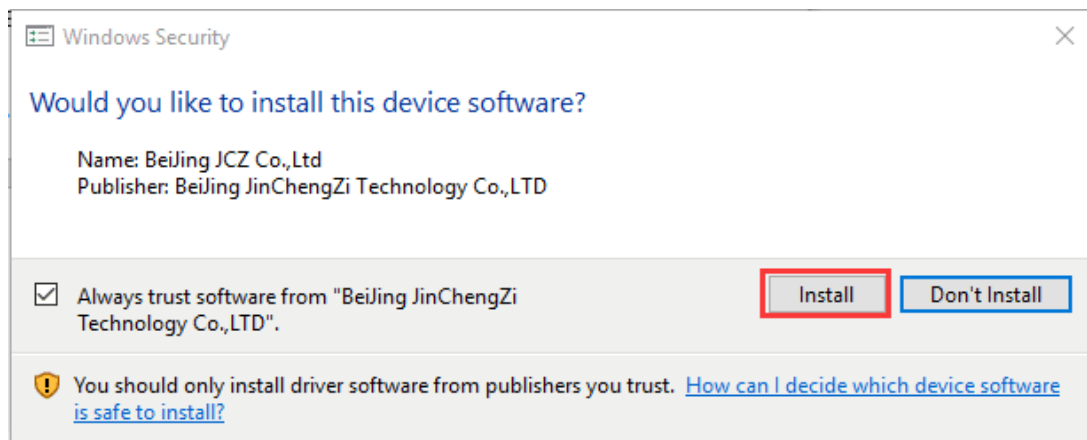 Windows Security
Would you like to install this device software?
Name: BeiJing JCZ Co.,Ltd
Publisher: BeiJing JinChengZi Technology Co.,LTD
Always trust software from "BeiJing JinChengZi
Technology Co.,LTD".
Install
Don't Install
You should only install driver software from publishers you trust. How can I decide which device software
is safe to install?